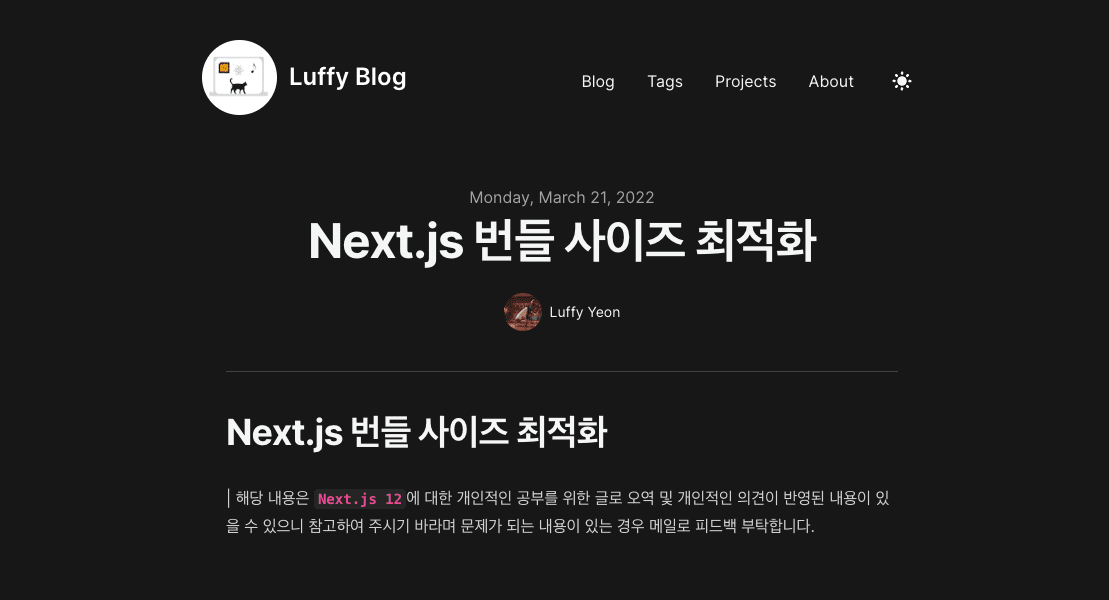 Luffy Blog
Blog Tags Projects About
Monday, March 21, 2022
Next.js 번들 사이즈 최적화
Luffy Yeon
Next.js 번들 사이즈 최적화
| 해당 내용은 Next.js 12에 대한 개인적인 공부를 위한 글로 오역 및 개인적인 의견이 반영된 내용이 있
을 수 있으니 참고하여 주시기 바라며 문제가 되는 내용이 있는 경우 메일로 피드백 부탁합니다.